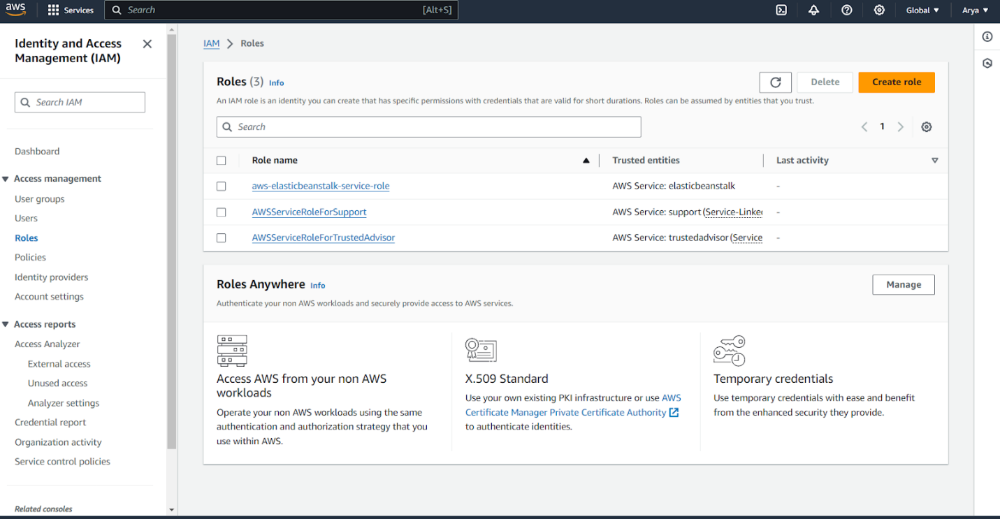 aws
Services
Search
[Alt+S]
Global
Arya
Identity and Access
Management (IAM)
Search IAM
Dashboard
Access management
User groups
Users
Roles
Policies
Identity providers
Account settings
Access reports
Access Analyzer
External access
Unused access
Analyzer settings
Credential report
Organization activity
Service control policies
Related consoles
IAM > Roles
Roles (3) Info
Delete
Create role
An IAM role is an identity you can create that has specific permissions with credentials that are valid for short durations. Roles can be assumed by entities that you trust.
Search
1
Role name Trusted entities Last activity
aws-elasticbeanstalk-service-role AWS Service: elasticbeanstalk -
AWSServiceRoleForSupport AWS Service: support (Service-Linked -
AWSServiceRoleForTrustedAdvisor AWS Service: trustedadvisor (Service -
Roles Anywhere Info
Manage
Authenticate your non AWS workloads and securely provide access to AWS services.
Access AWS from your non AWS
workloads
Operate your non AWS workloads using the same
authentication and authorization strategy that you
use within AWS.
X.509 Standard
Use your own existing PKI infrastructure or use AWS
Certificate Manager Private Certificate Authority
to authenticate identities.
Temporary credentials
Use temporary credentials with ease and benefit
from the enhanced security they provide.